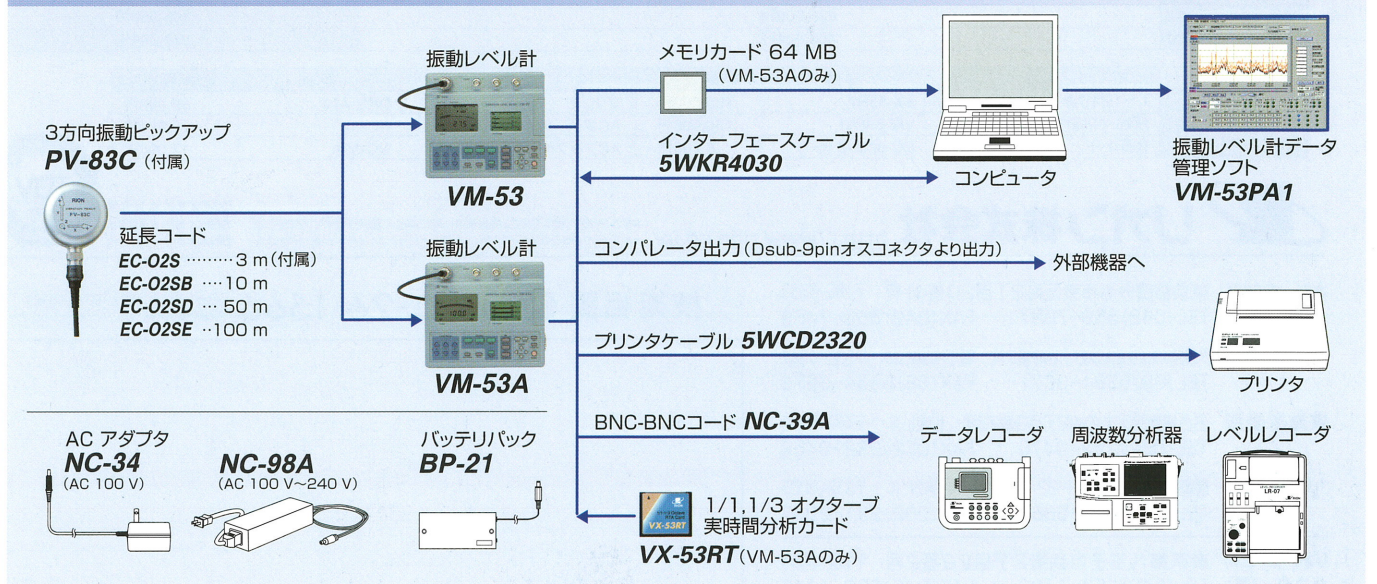 3方向振動ピックアップ
PV-83C (付属)
RION
PV-83C
延長コード
EC-02S ········· 3 m(付属)
EC-02SB ···· 10 m
EC-02SD ··· 50 m
EC-02SE ··100 m
振動レベル計
VM-53
振動レベル計
100.0
VM-53A
メモリカード 64 MB
(VM-53Aのみ)
インターフェースケーブル
5WKR4030
コンピュータ
振動レベル計データ
管理ソフト
VM-53PA1
コンパレータ出力(Dsub-9pinオスコネクタより出力)
外部機器へ
プリンタケーブル 5WCD2320
プリンタ
BNC-BNCコード NC-39A
データレコーダ
周波数分析器
レベルレコーダ
LR-07
VX-53RT
1/1,1/3 オクターブ
実時間分析カード
VX-53RT(VM-53Aのみ)
AC アダプタ
NC-34
(AC 100 V)
NC-98A
(AC 100 V~240 V)
バッテリパック
BP-21